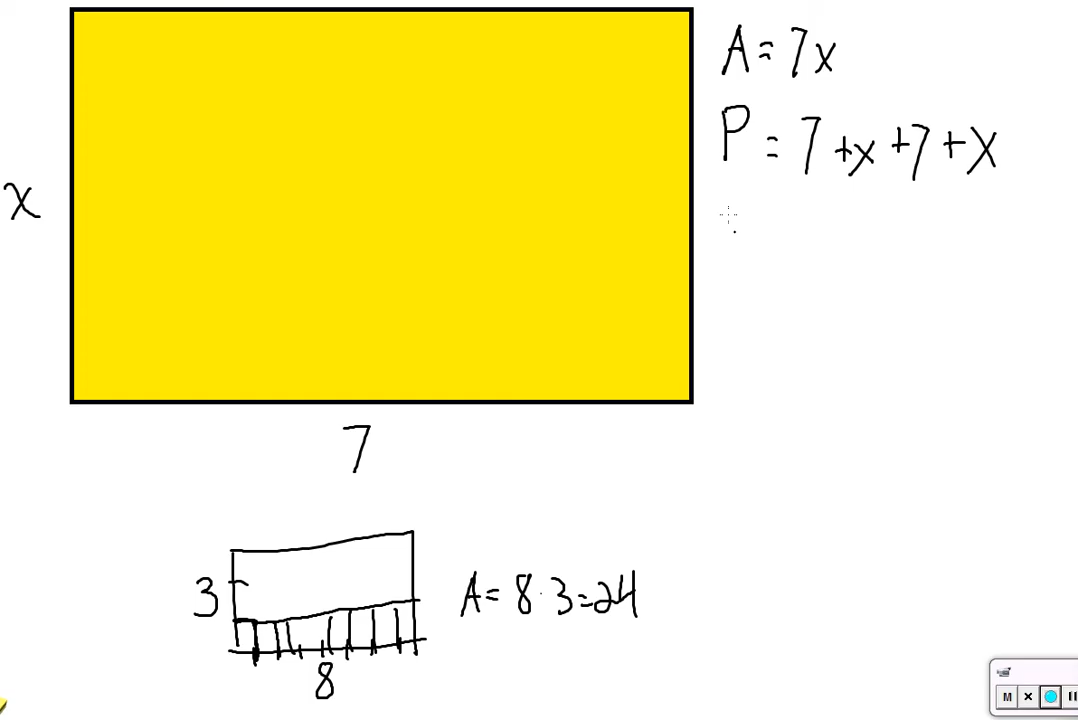 A = 7x
P = 7 + x + 7 + x
x
7
3
A = 8 · 3 = 24
8
M